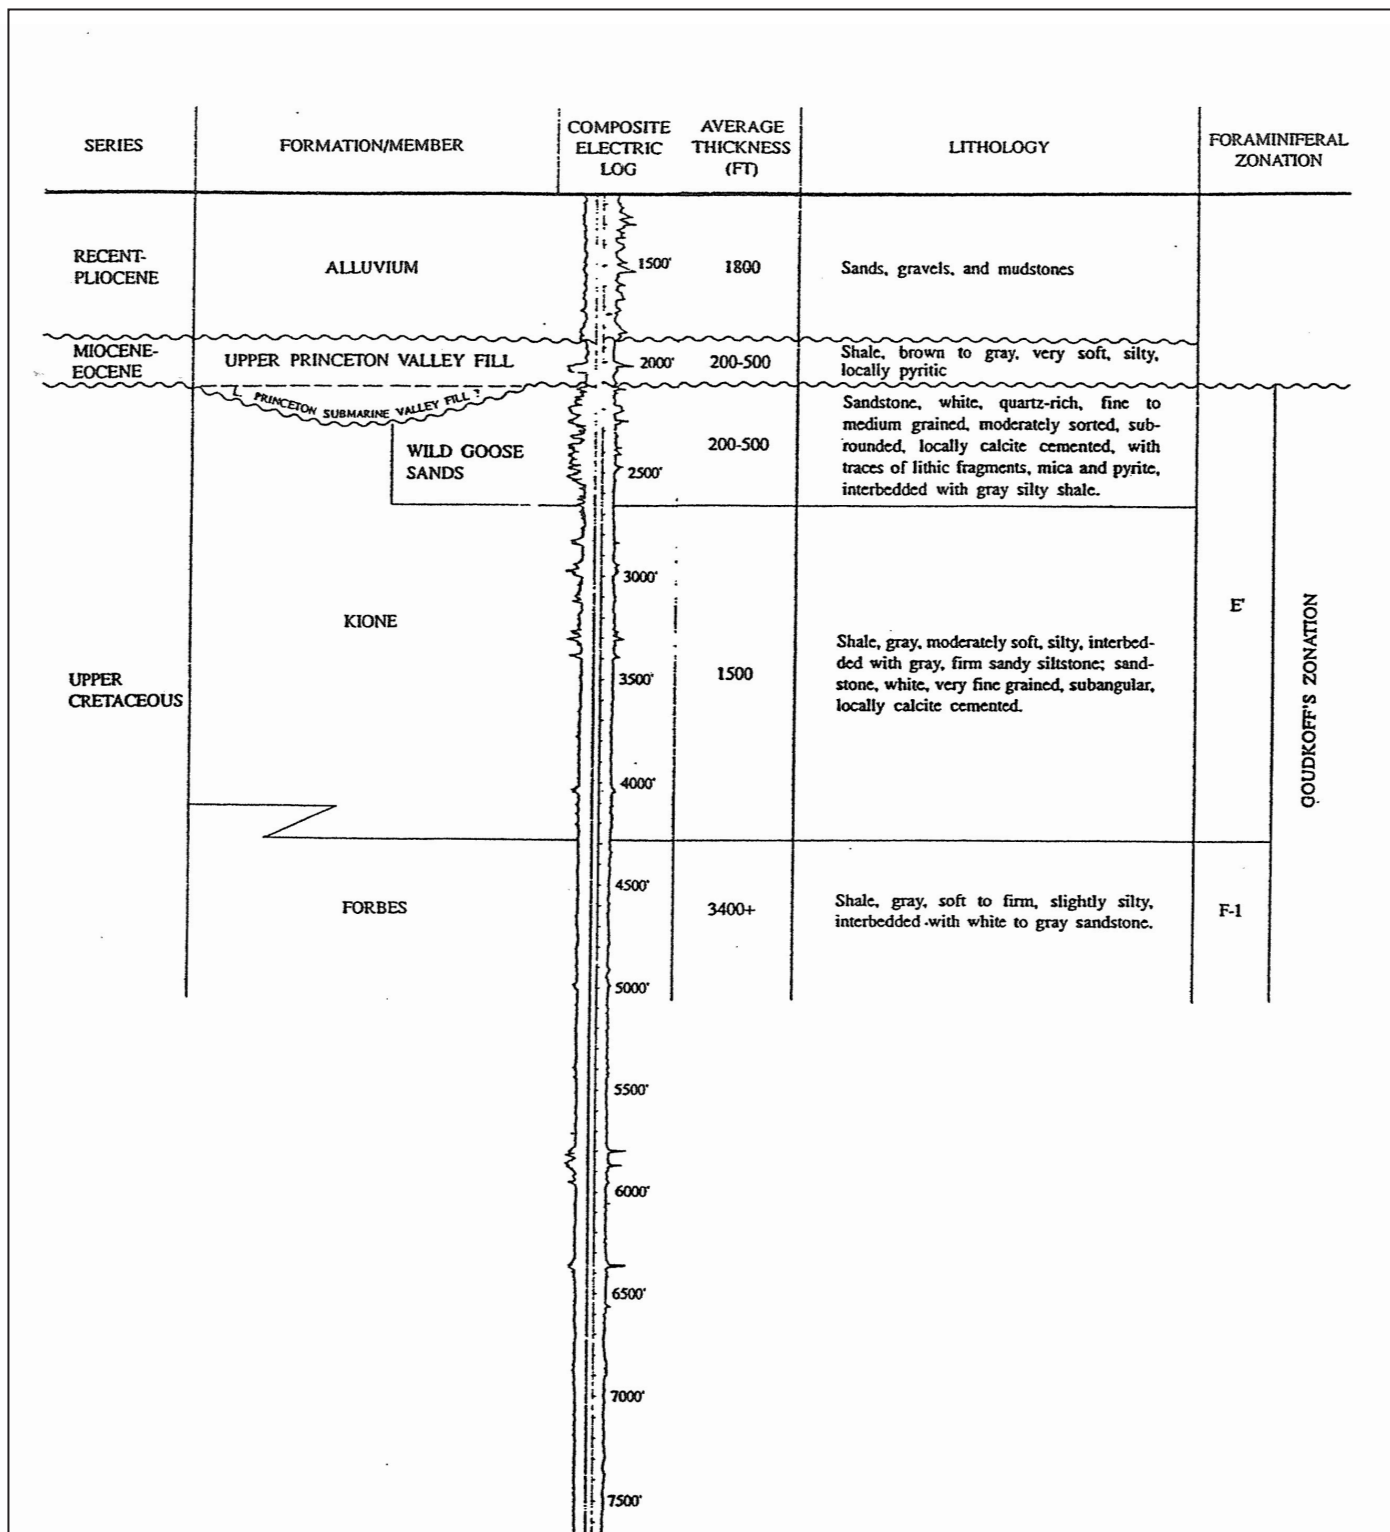 SERIES
FORMATION/MEMBER
COMPOSITE
ELECTRIC
LOG
AVERAGE
THICKNESS
(FT)
LITHOLOGY
FORAMINIFERAL
ZONATION
RECENT-
PLIOCENE
ALLUVIUM
1500'
1800
Sands, gravels, and mudstones
MIOCENE-
EOCENE
UPPER PRINCETON VALLEY FILL
2000'
200-500
Shale, brown to gray, very soft, silty,
locally pyritic
L. PRINCETON SUBMARINE VALLEY FILL ?
WILD GOOSE
SANDS
2500'
200-500
Sandstone, white, quartz-rich, fine to
medium grained, moderately sorted, sub-
rounded, locally calcite cemented, with
traces of lithic fragments, mica and pyrite,
interbedded with gray silty shale.
UPPER
CRETACEOUS
KIONE
3000'
3500'
4000'
1500
Shale, gray, moderately soft, silty, interbed-
ded with gray, firm sandy siltstone; sand-
stone, white, very fine grained, subangular,
locally calcite cemented.
E'
GOUDKOFF'S ZONATION
FORBES
4500'
3400+
Shale, gray, soft to firm, slightly silty,
interbedded with white to gray sandstone.
F-1
5000'
5500'
6000'
6500'
7000'
7500'